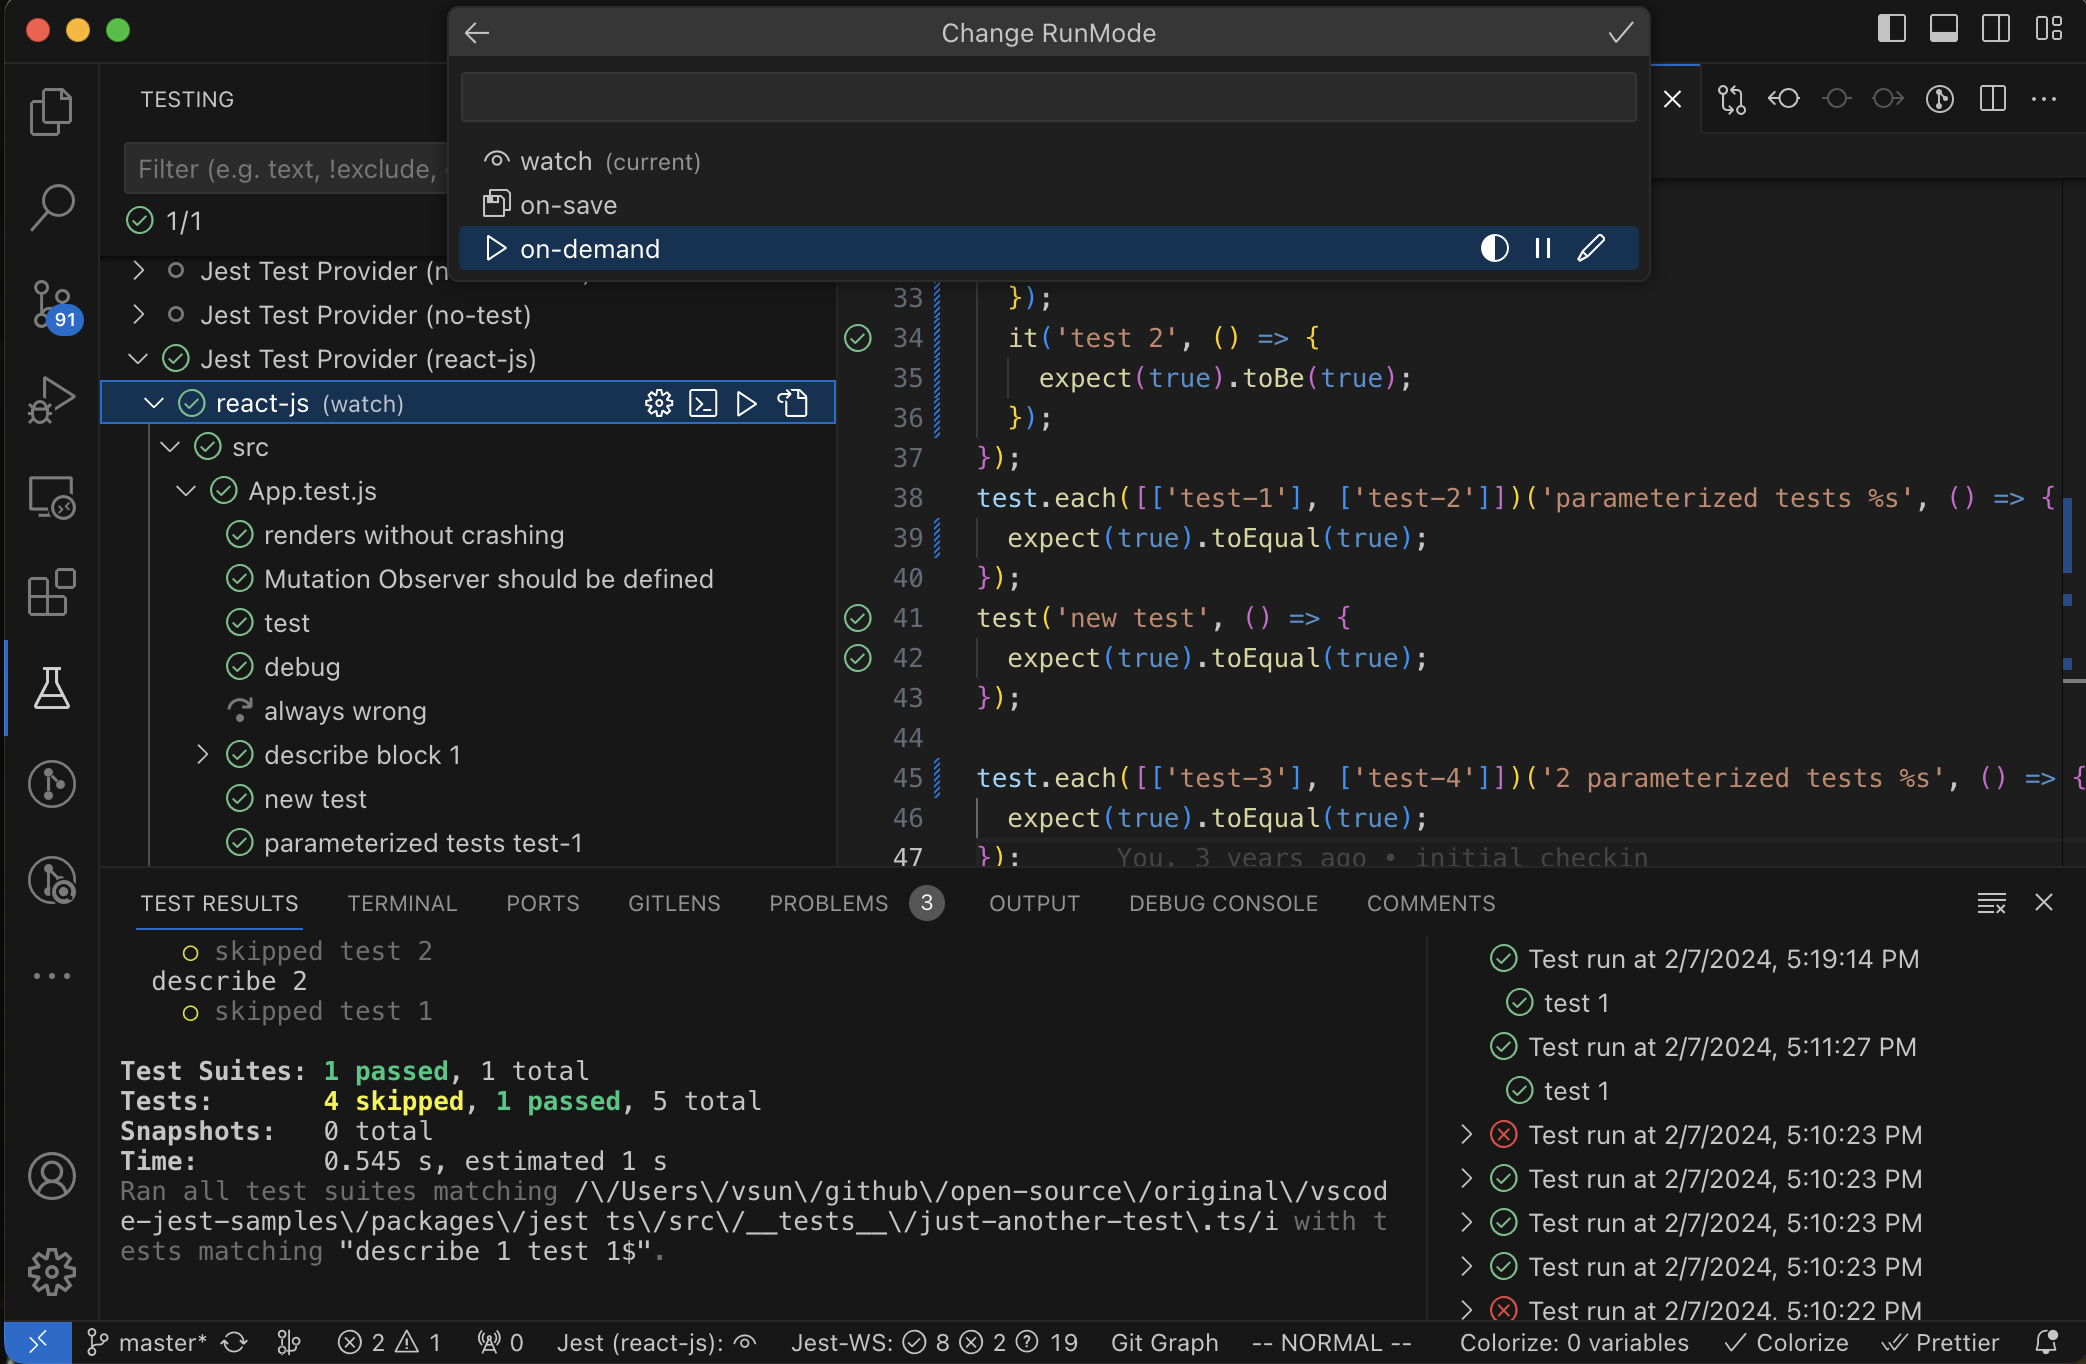 Change RunMode
TESTING
Filter (e.g. text, !exclude,
watch (current)
on-save
on-demand
1/1
91
Jest Test Provider (n
Jest Test Provider (no-test)
Jest Test Provider (react-js)
react-js (watch)
src
App.test.js
renders without crashing
Mutation Observer should be defined
test
debug
always wrong
describe block 1
new test
parameterized tests test-1
33 });
34 it('test 2', () => {
35 expect(true).toBe(true);
36 });
37 });
38 test.each([['test-1'], ['test-2']])('parameterized tests %s', () => {
39 expect(true).toEqual(true);
40 });
41 test('new test', () => {
42 expect(true).toEqual(true);
43 });
44
45 test.each([['test-3'], ['test-4']])('2 parameterized tests %s', () => {
46 expect(true).toEqual(true);
47 }); You, 3 years ago • initial checkin
TEST RESULTS TERMINAL PORTS GITLENS PROBLEMS 3 OUTPUT DEBUG CONSOLE COMMENTS
○ skipped test 2
describe 2
○ skipped test 1
Test Suites: 1 passed, 1 total
Tests: 4 skipped, 1 passed, 5 total
Snapshots: 0 total
Time: 0.545 s, estimated 1 s
Ran all test suites matching /\/Users\/vsun\/github\/open-source\/original\/vscod
e-jest-samples\/packages\/jest ts\/src\/__tests__\/just-another-test\.ts/i with t
ests matching "describe 1 test 1$".
Test run at 2/7/2024, 5:19:14 PM
test 1
Test run at 2/7/2024, 5:11:27 PM
test 1
Test run at 2/7/2024, 5:10:23 PM
Test run at 2/7/2024, 5:10:23 PM
Test run at 2/7/2024, 5:10:23 PM
Test run at 2/7/2024, 5:10:23 PM
Test run at 2/7/2024, 5:10:22 PM
master* 2 1 0 Jest (react-js): Jest-WS: 8 2 19 Git Graph -- NORMAL -- Colorize: 0 variables Colorize Prettier